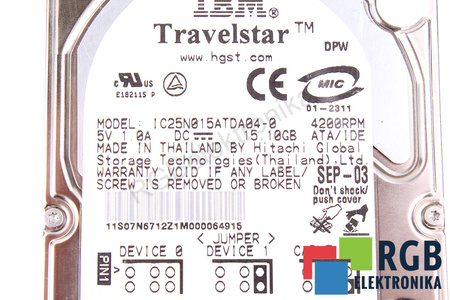 IBM®
Travelstar™
www.hgst.com
DPW
E182115 P
MIC
01-2311
MODEL: IC25N015ATDA04-0 4200RPM
5V 1.0A DC 15.10GB ATA/IDE
MADE IN THAILAND BY Hitachi Global
Storage Technologies(Thailand).Ltd.
WARRANTY VOID IF ANY LABEL/
SCREW IS REMOVED OR BROKEN
SEP-03
Don't shock/
push cover
11S07N6712Z1M000064915
< JUMPER >
DEVICE 0 DEVICE 1
PIN1
RGB
ELEKTRONIKA